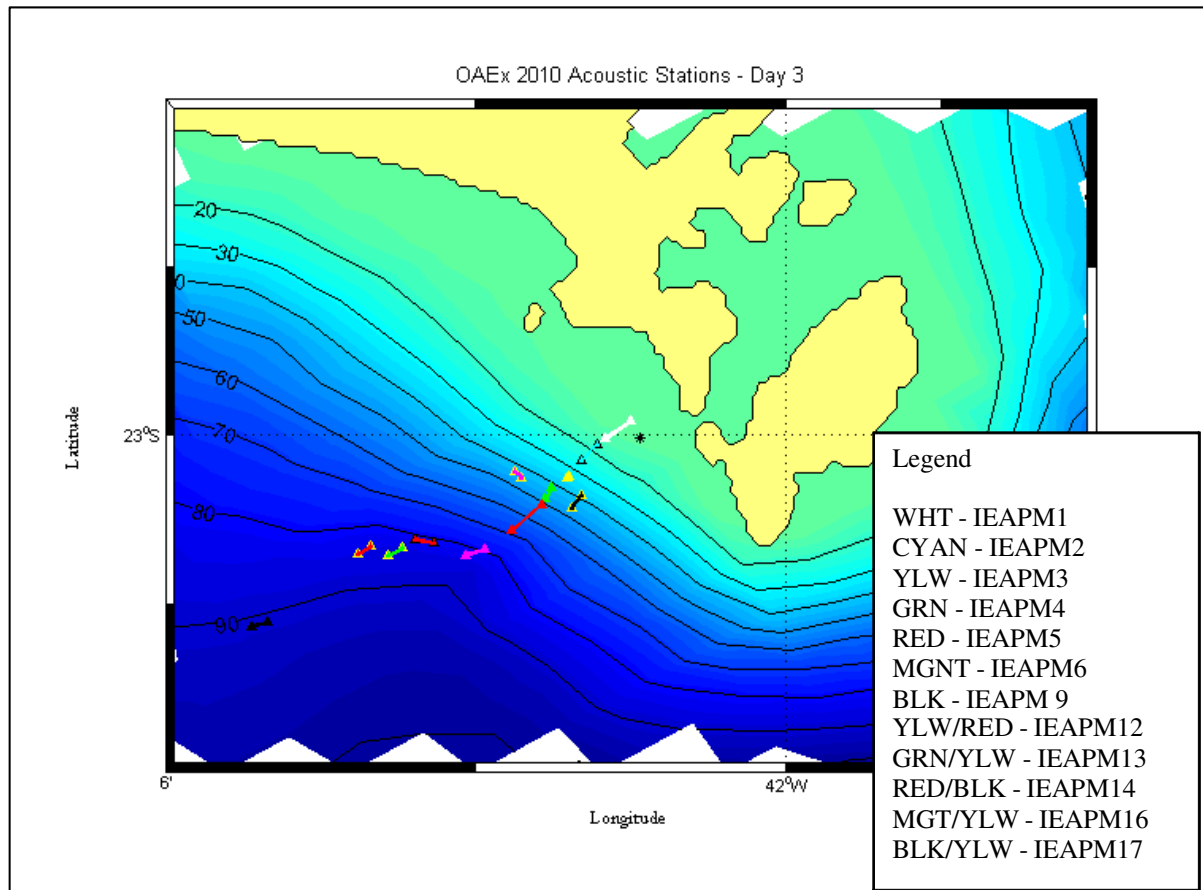 OAEx 2010 Acoustic Stations - Day 3
20
30
0
50
60
70
80
90
Latitude
23°S
6'
42°W
Longitude
Legend
WHT - IEAPM1
CYAN - IEAPM2
YLW - IEAPM3
GRN - IEAPM4
RED - IEAPM5
MGNT - IEAPM6
BLK - IEAPM 9
YLW/RED - IEAPM12
GRN/YLW - IEAPM13
RED/BLK - IEAPM14
MGT/YLW - IEAPM16
BLK/YLW - IEAPM17